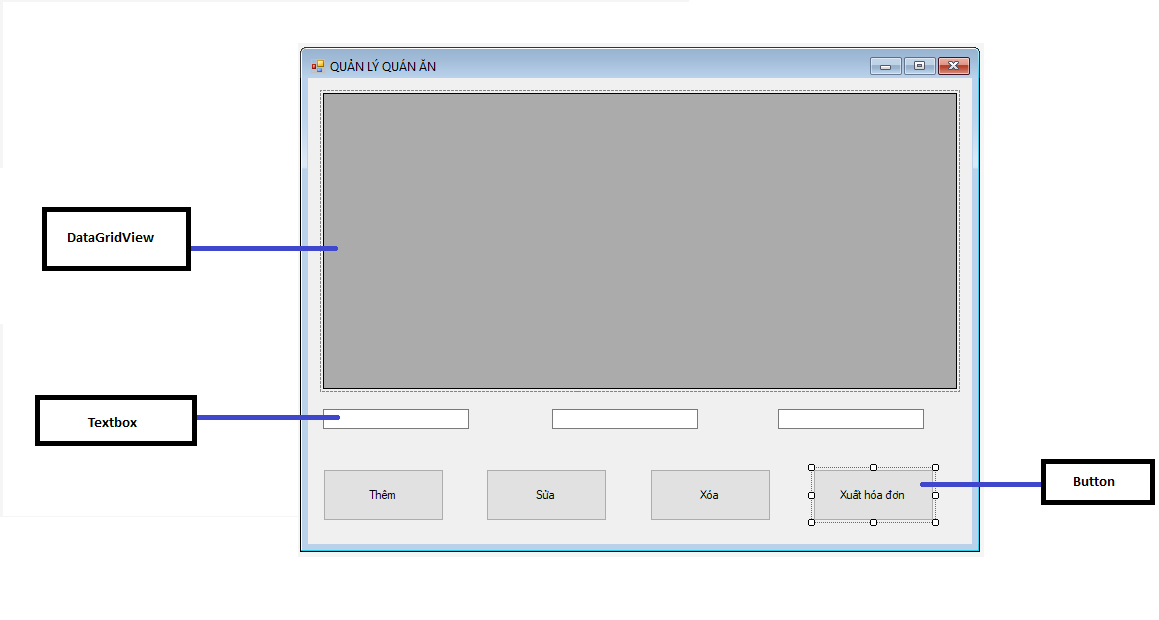 QUẢN LÝ QUÁN ĂN
DataGridView
Textbox
Button
Thêm
Sửa
Xóa
Xuất hóa đơn